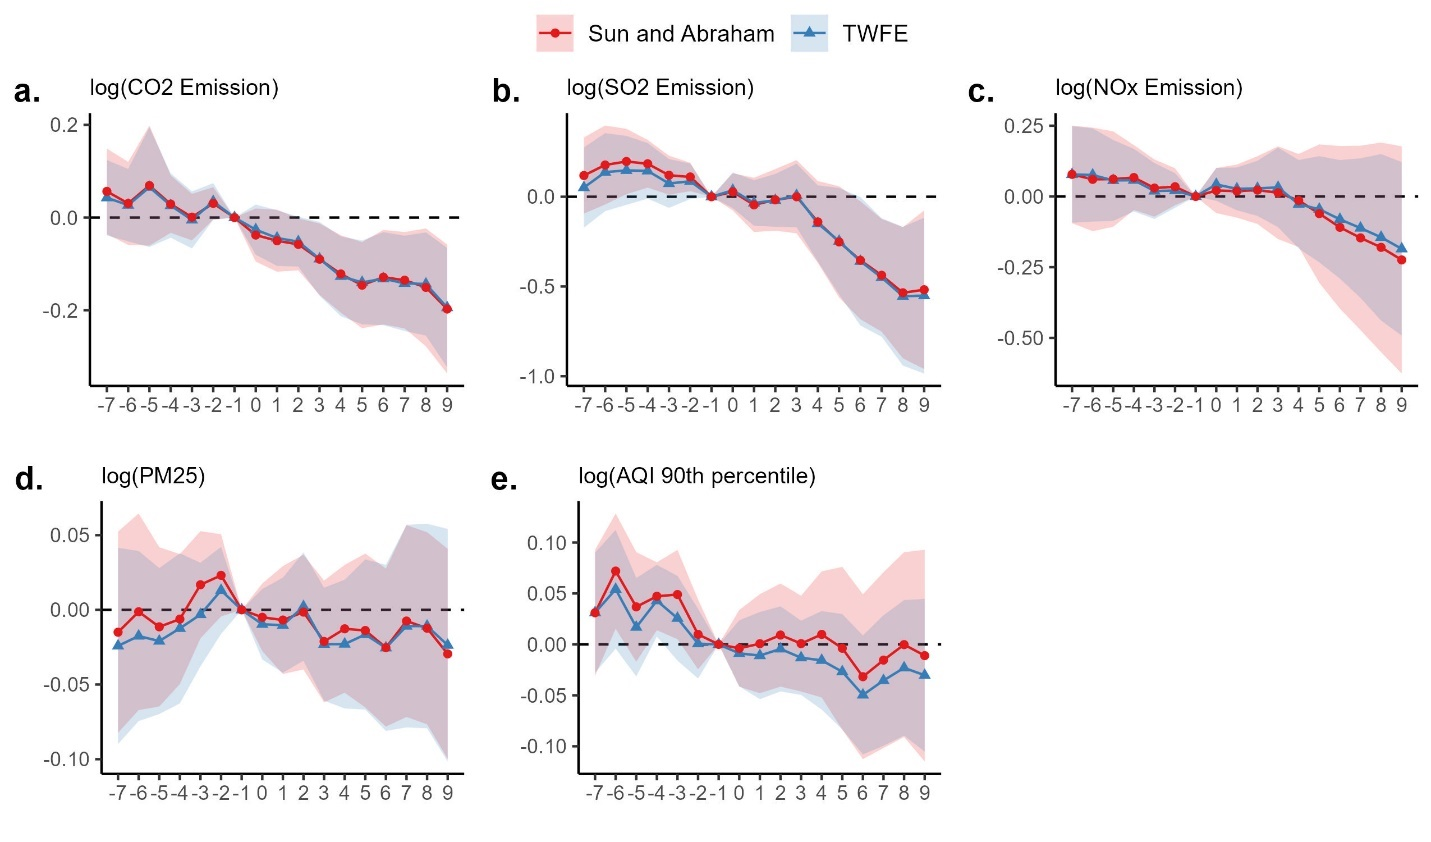 Sun and Abraham TWFE
a. log(CO2 Emission)
0.2
0.0
-0.2
-7 -6 -5 -4 -3 -2 -1 0 1 2 3 4 5 6 7 8 9
b. log(SO2 Emission)
0.0
-0.5
-1.0
-7 -6 -5 -4 -3 -2 -1 0 1 2 3 4 5 6 7 8 9
c. log(NOx Emission)
0.25
0.00
-0.25
-0.50
-7 -6 -5 -4 -3 -2 -1 0 1 2 3 4 5 6 7 8 9
d. log(PM25)
0.05
0.00
-0.05
-0.10
-7 -6 -5 -4 -3 -2 -1 0 1 2 3 4 5 6 7 8 9
e. log(AQI 90th percentile)
0.10
0.05
0.00
-0.05
-0.10
-7 -6 -5 -4 -3 -2 -1 0 1 2 3 4 5 6 7 8 9